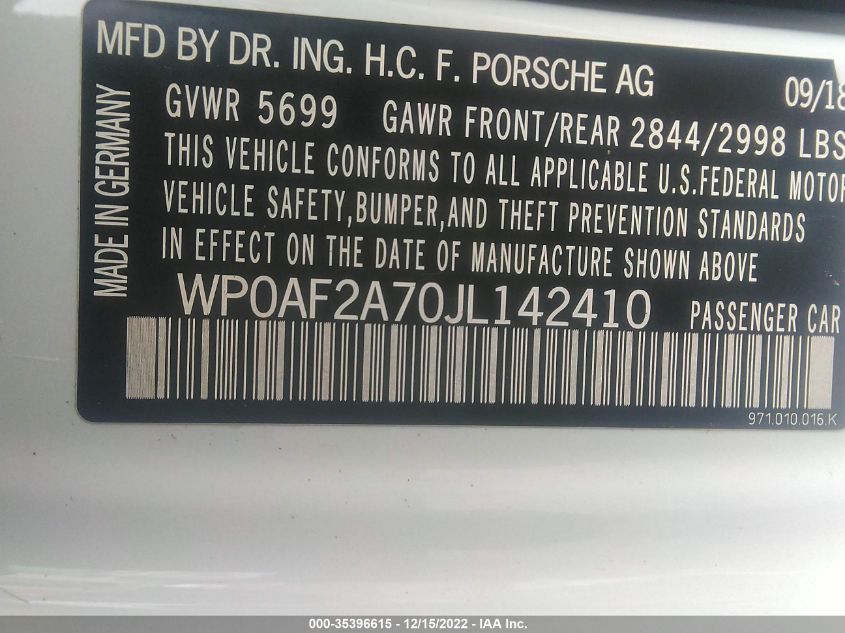 MFD BY DR. ING. H.C. F. PORSCHE AG 09/18
MADE IN GERMANY
GVWR 5699 GAWR FRONT/REAR 2844/2998 LBS
THIS VEHICLE CONFORMS TO ALL APPLICABLE U.S.FEDERAL MOTOR
VEHICLE SAFETY,BUMPER,AND THEFT PREVENTION STANDARDS
IN EFFECT ON THE DATE OF MANUFACTURE SHOWN ABOVE
WP0AF2A70JL142410 PASSENGER CAR
971.010.016.K
000-35396615 - 12/15/2022 - IAA Inc.